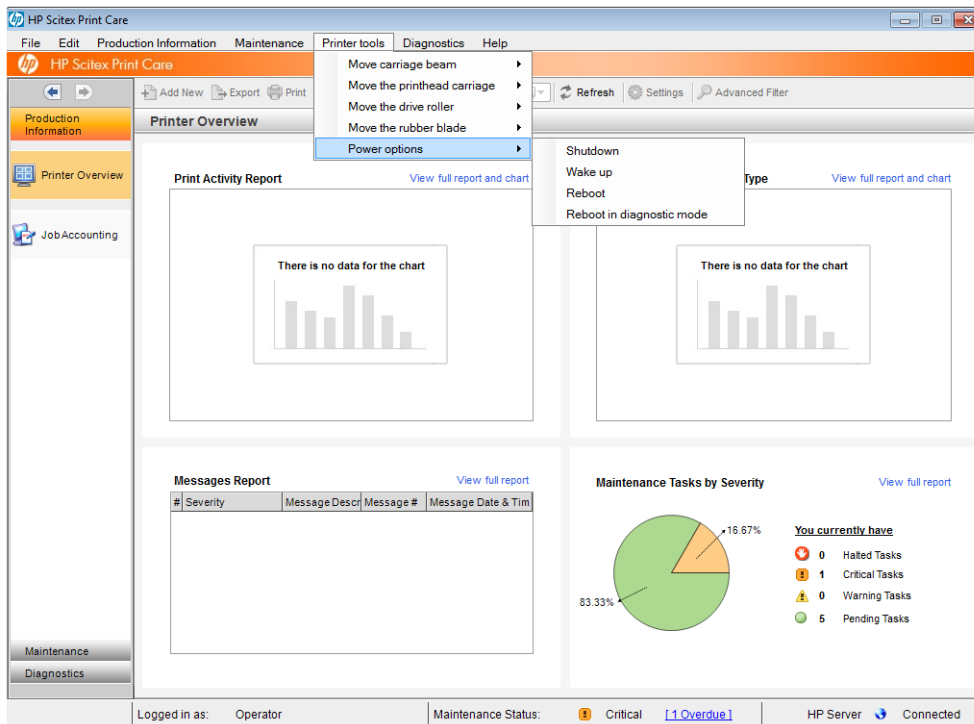 HP Scitex Print Care
File Edit Production Information Maintenance Printer tools Diagnostics Help
HP Scitex Print Care
Move carriage beam
Move the printhead carriage
Move the drive roller
Move the rubber blade
Power options
Shutdown
Wake up
Reboot
Reboot in diagnostic mode
Add New Export Print Refresh Settings Advanced Filter
Production
Information
Printer Overview
Job Accounting
Maintenance
Diagnostics
Printer Overview
Print Activity Report View full report and chart
There is no data for the chart
Type View full report and chart
There is no data for the chart
Messages Report View full report
# Severity Message Descr Message # Message Date & Tim
Maintenance Tasks by Severity View full report
16.67%
83.33%
You currently have
0 Halted Tasks
1 Critical Tasks
0 Warning Tasks
5 Pending Tasks
Logged in as: Operator Maintenance Status: Critical [ 1 Overdue ] HP Server Connected